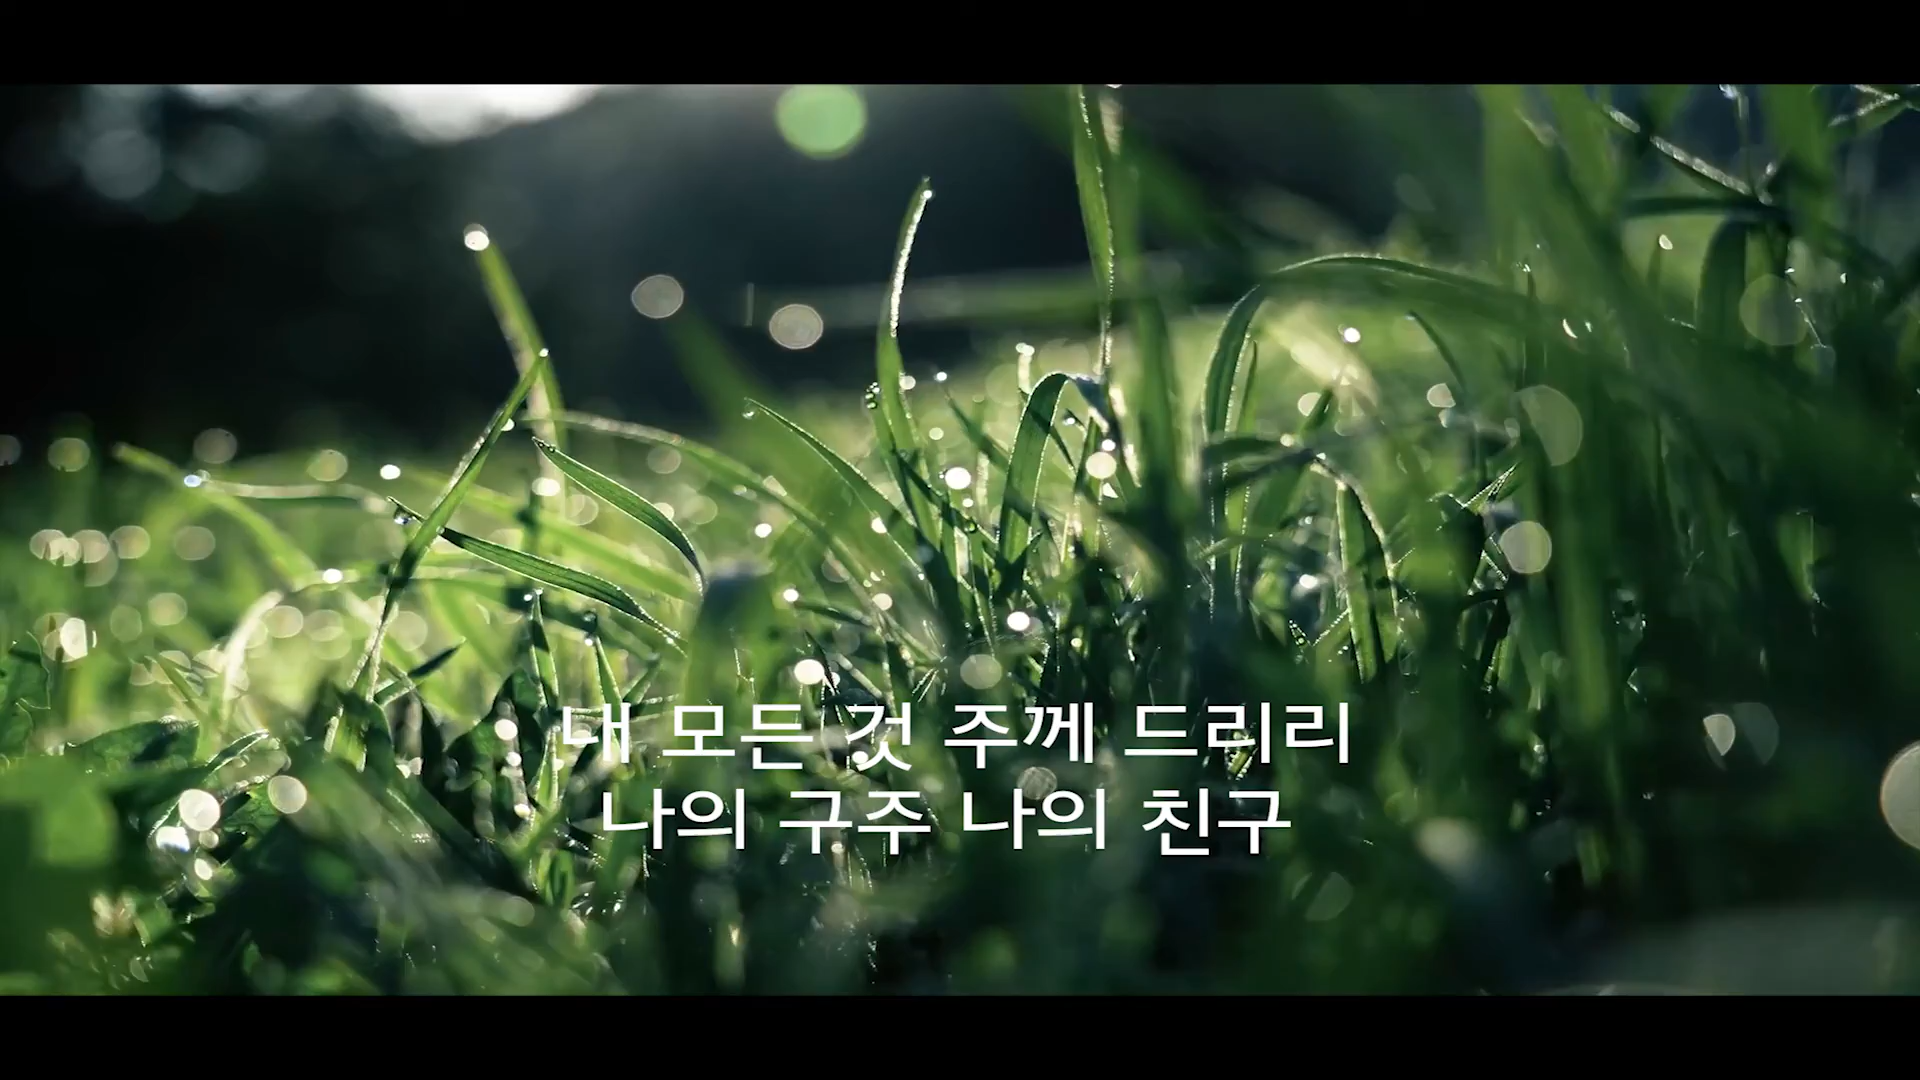 내 모든 것 주께 드리리
나의 구주 나의 친구